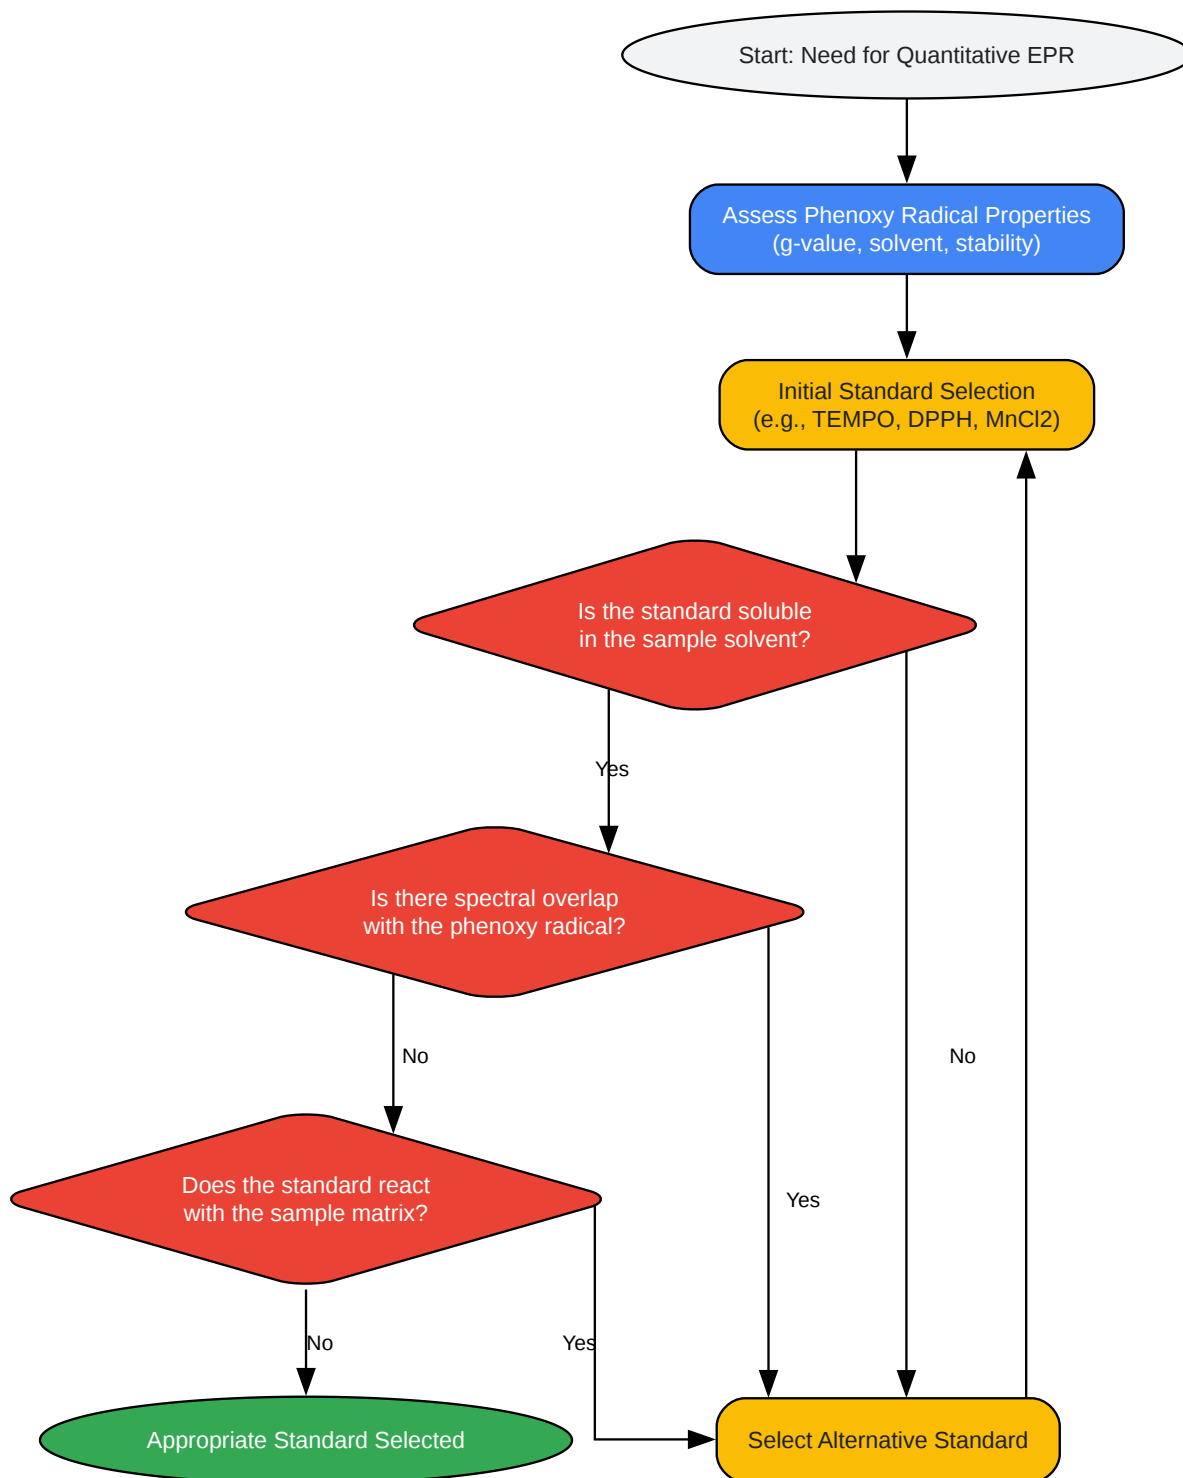 Start: Need for Quantitative EPR
Assess Phenoxy Radical Properties
(g-value, solvent, stability)
Initial Standard Selection
(e.g., TEMPO, DPPH, MnCl2)
Is the standard soluble
in the sample solvent?
Yes
Is there spectral overlap
with the phenoxy radical?
No
No
Does the standard react
with the sample matrix?
Yes
No
Yes
Appropriate Standard Selected
Select Alternative Standard